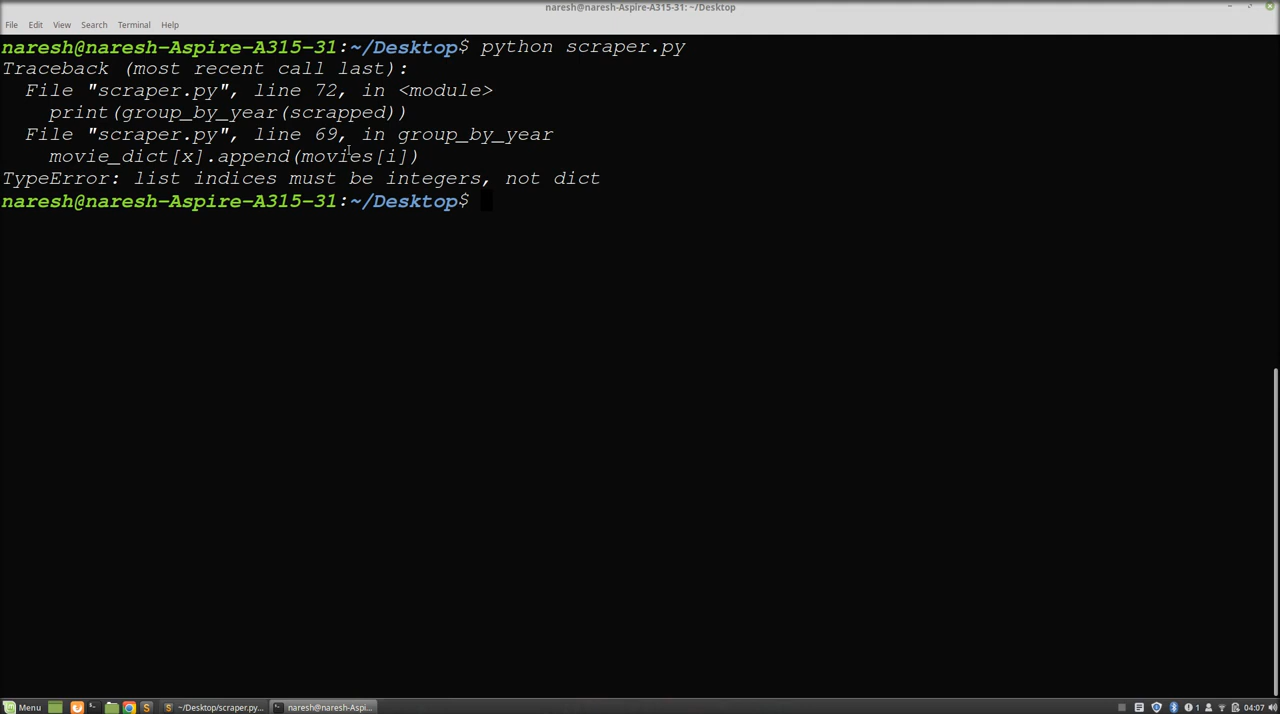 naresh@naresh-Aspire-A315-31: ~/Desktop
File Edit View Search Terminal Help
naresh@naresh-Aspire-A315-31:~/Desktop$ python scraper.py
Traceback (most recent call last):
  File "scraper.py", line 72, in <module>
    print(group_by_year(scrapped))
  File "scraper.py", line 69, in group_by_year
    movie_dict[x].append(movies[i])
TypeError: list indices must be integers, not dict
naresh@naresh-Aspire-A315-31:~/Desktop$
Menu ~/Desktop/scraper.py... naresh@naresh-Aspi... 1 04:07